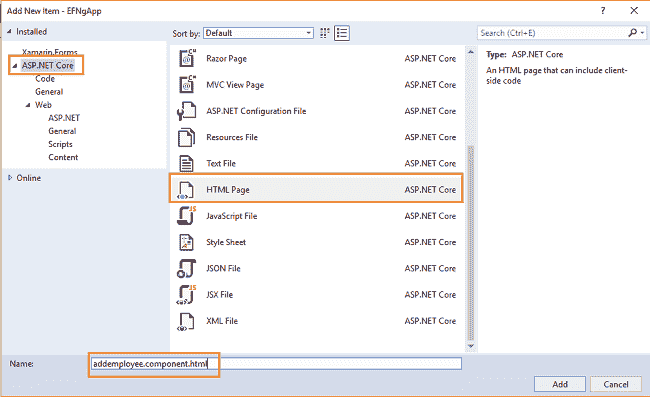 Add New Item - EFNgApp
?
Installed
Sort by: Default
Search (Ctrl+E)
Xamarin.Forms
ASP.NET Core
Code
General
Web
ASP.NET
General
Scripts
Content
Online
Razor Page ASP.NET Core
MVC View Page ASP.NET Core
ASP.NET Configuration File ASP.NET Core
Resources File ASP.NET Core
Text File ASP.NET Core
HTML Page ASP.NET Core
JavaScript File ASP.NET Core
Style Sheet ASP.NET Core
JSON File ASP.NET Core
JSX File ASP.NET Core
XML File ASP.NET Core
Type: ASP.NET Core
An HTML page that can include client-
side code
Name: addemployee.component.html
Add Cancel